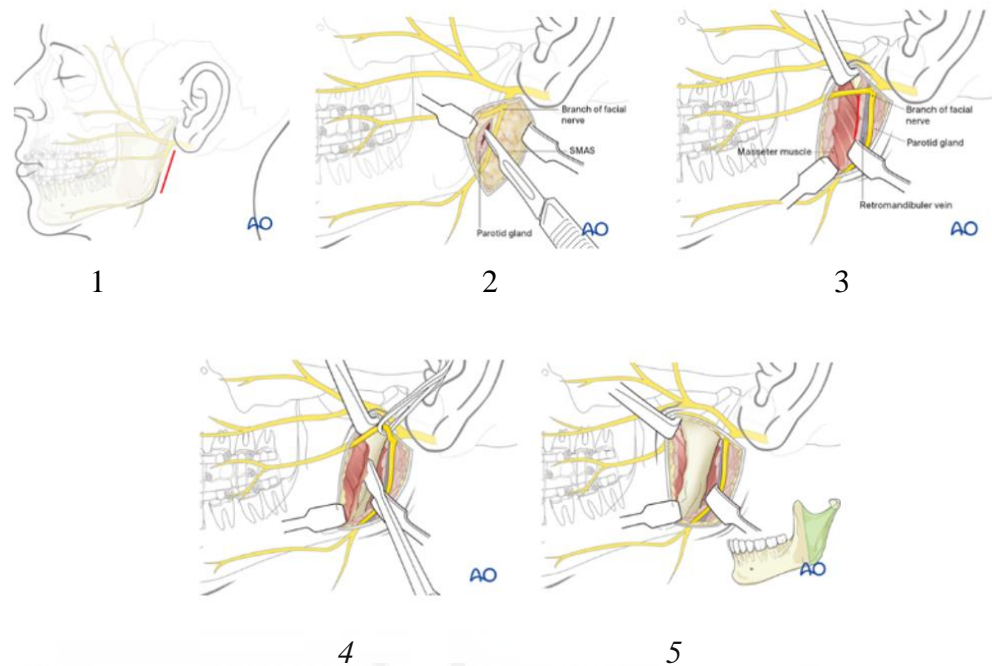 Branch of facial
nerve
SMAS
Parotid gland
AO
AO
1
2
Branch of facial
nerve
Parotid gland
Masseter muscle
Retromandibuler vein
AO
3
AO
4
AO
5